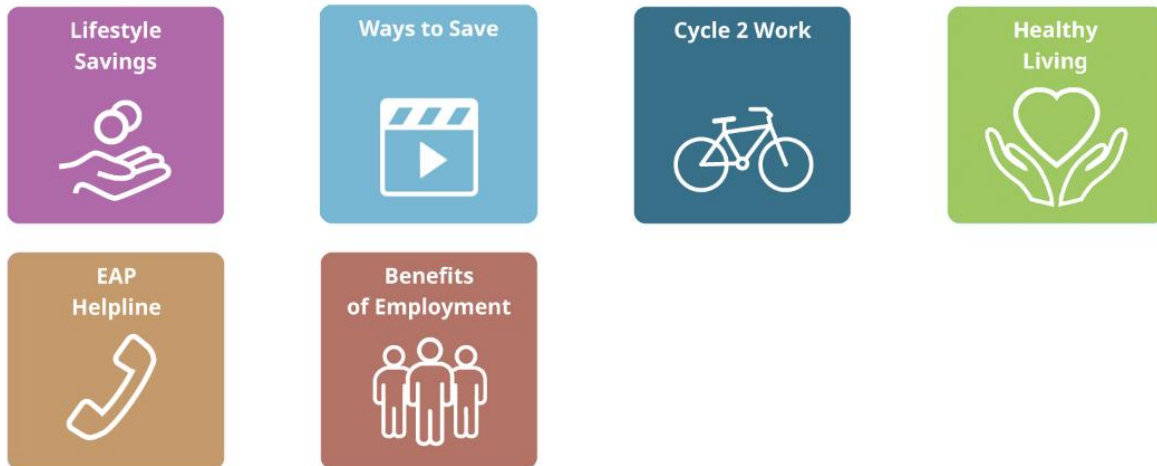 Lifestyle
Savings
Ways to Save
Cycle 2 Work
Healthy
Living
EAP
Helpline
Benefits
of Employment